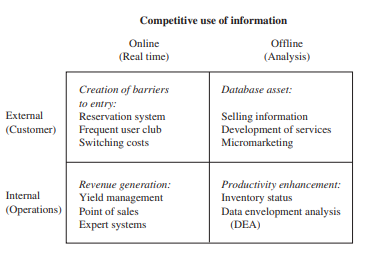 Competitive use of information
Online
(Real time)
Offline
(Analysis)
External
(Customer)
Creation of barriers
to entry:
Reservation system
Frequent user club
Switching costs
Database asset:
Selling information
Development of services
Micromarketing
Internal
(Operations)
Revenue generation:
Yield management
Point of sales
Expert systems
Productivity enhancement:
Inventory status
Data envelopment analysis
(DEA)